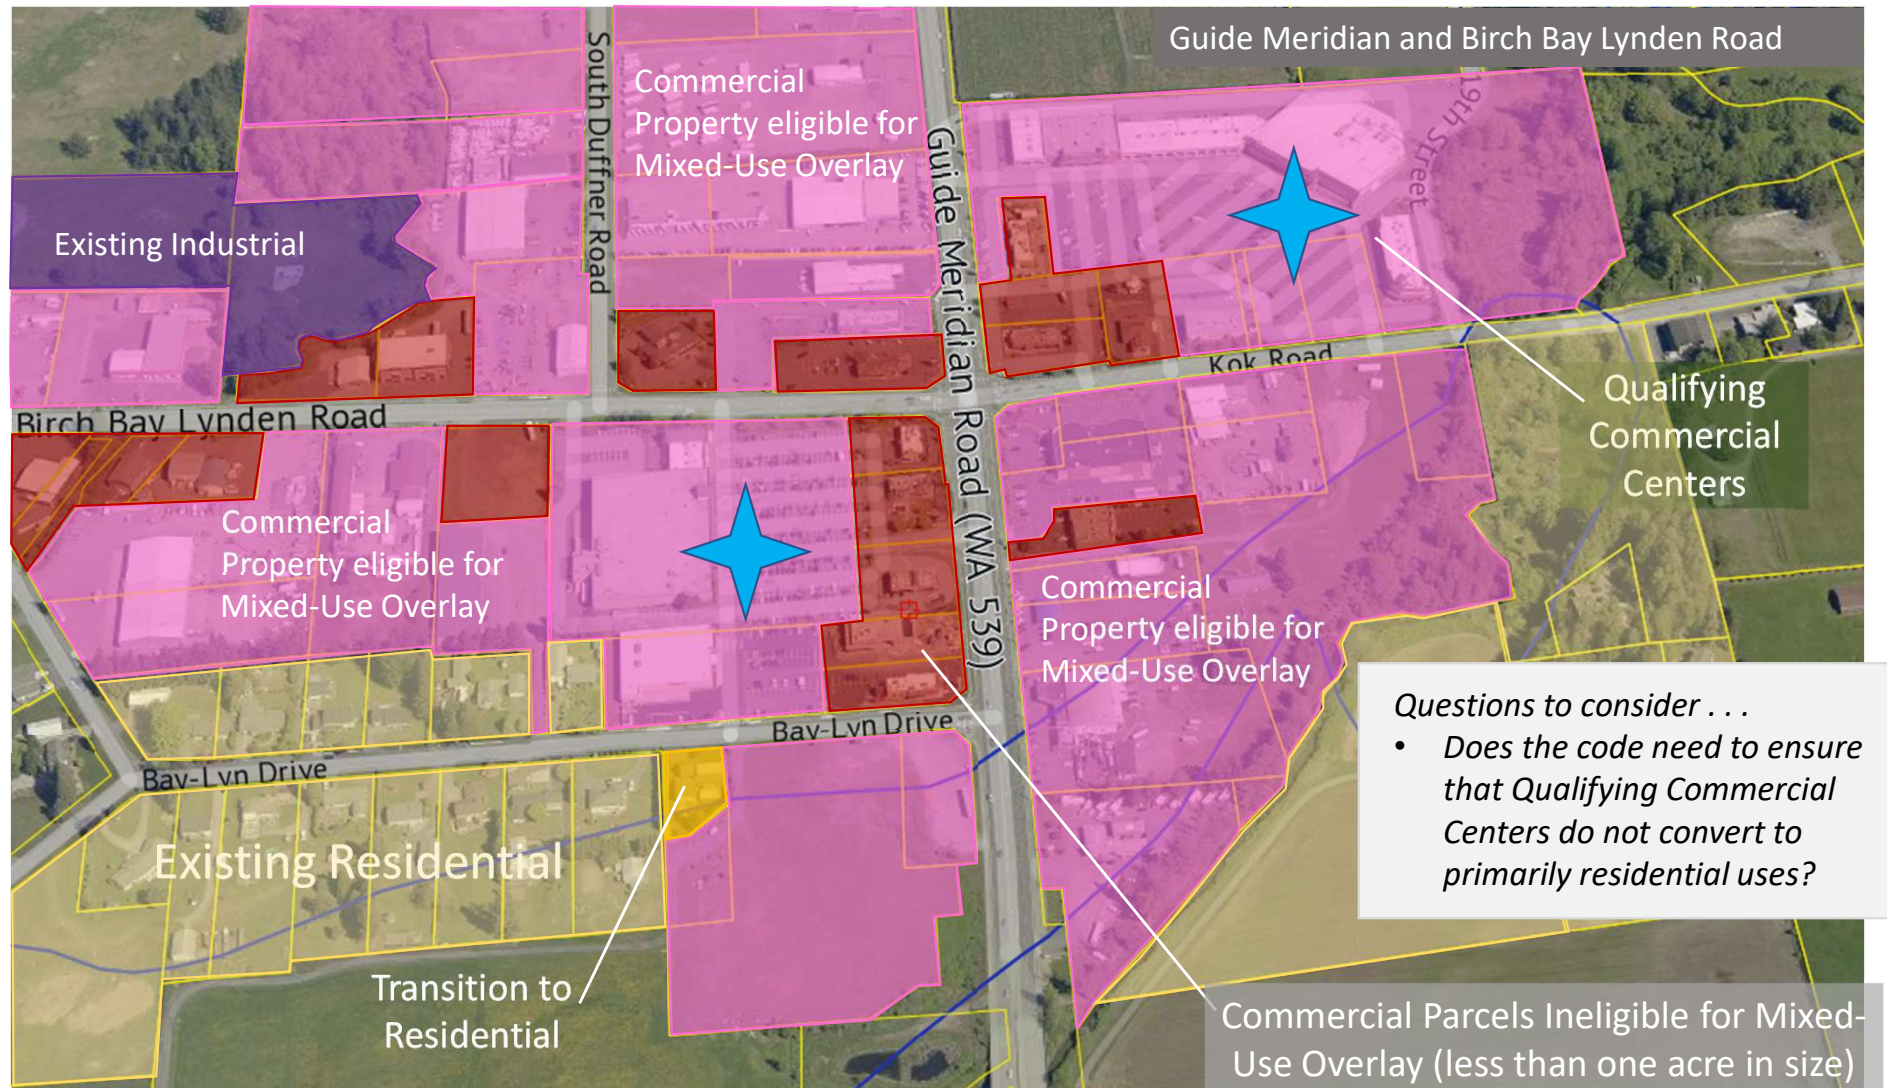 Guide Meridian and Birch Bay Lynden Road
South Duffner Road
Commercial
Property eligible for
Mixed-Use Overlay
Guide Meridian Road (WA 539)
19th Street
Existing Industrial
Kok Road
Birch Bay Lynden Road
Qualifying
Commercial
Centers
Commercial
Property eligible for
Mixed-Use Overlay
Commercial
Property eligible for
Mixed-Use Overlay
Bay-Lyn Drive
Bay-Lyn Drive
Questions to consider . . .
• Does the code need to ensure
that Qualifying Commercial
Centers do not convert to
primarily residential uses?
Existing Residential
Transition to
Residential
Commercial Parcels Ineligible for Mixed-
Use Overlay (less than one acre in size)